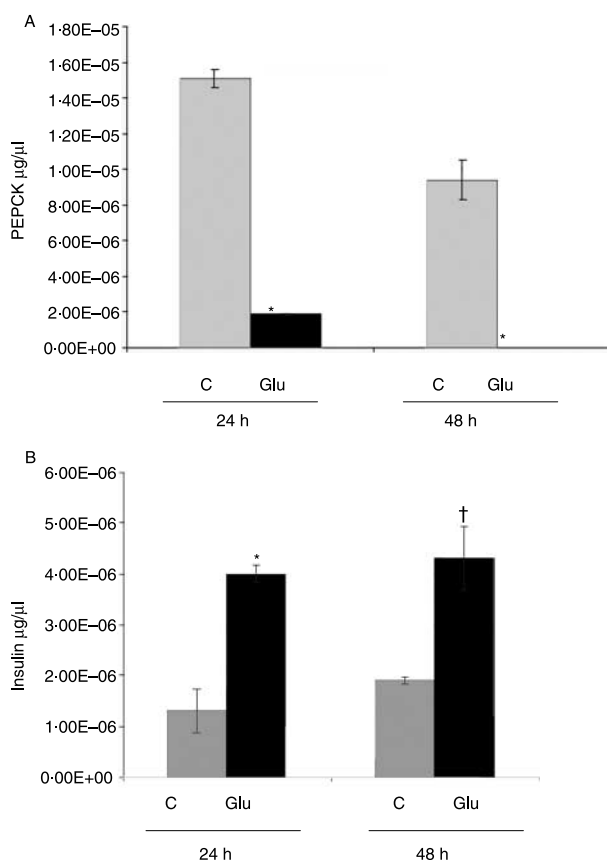 A
1·80E–05
1·60E–05
1·40E–05
1·20E–05
1·00E–05
8·00E–06
6·00E–06
4·00E–06
2·00E–06
0·00E+00
PEPCK µg/µl
*
*
C Glu C Glu
24 h 48 h
B
6·00E–06
5·00E–06
4·00E–06
3·00E–06
2·00E–06
1·00E–06
0·00E+00
Insulin µg/µl
*
†
C Glu C Glu
24 h 48 h